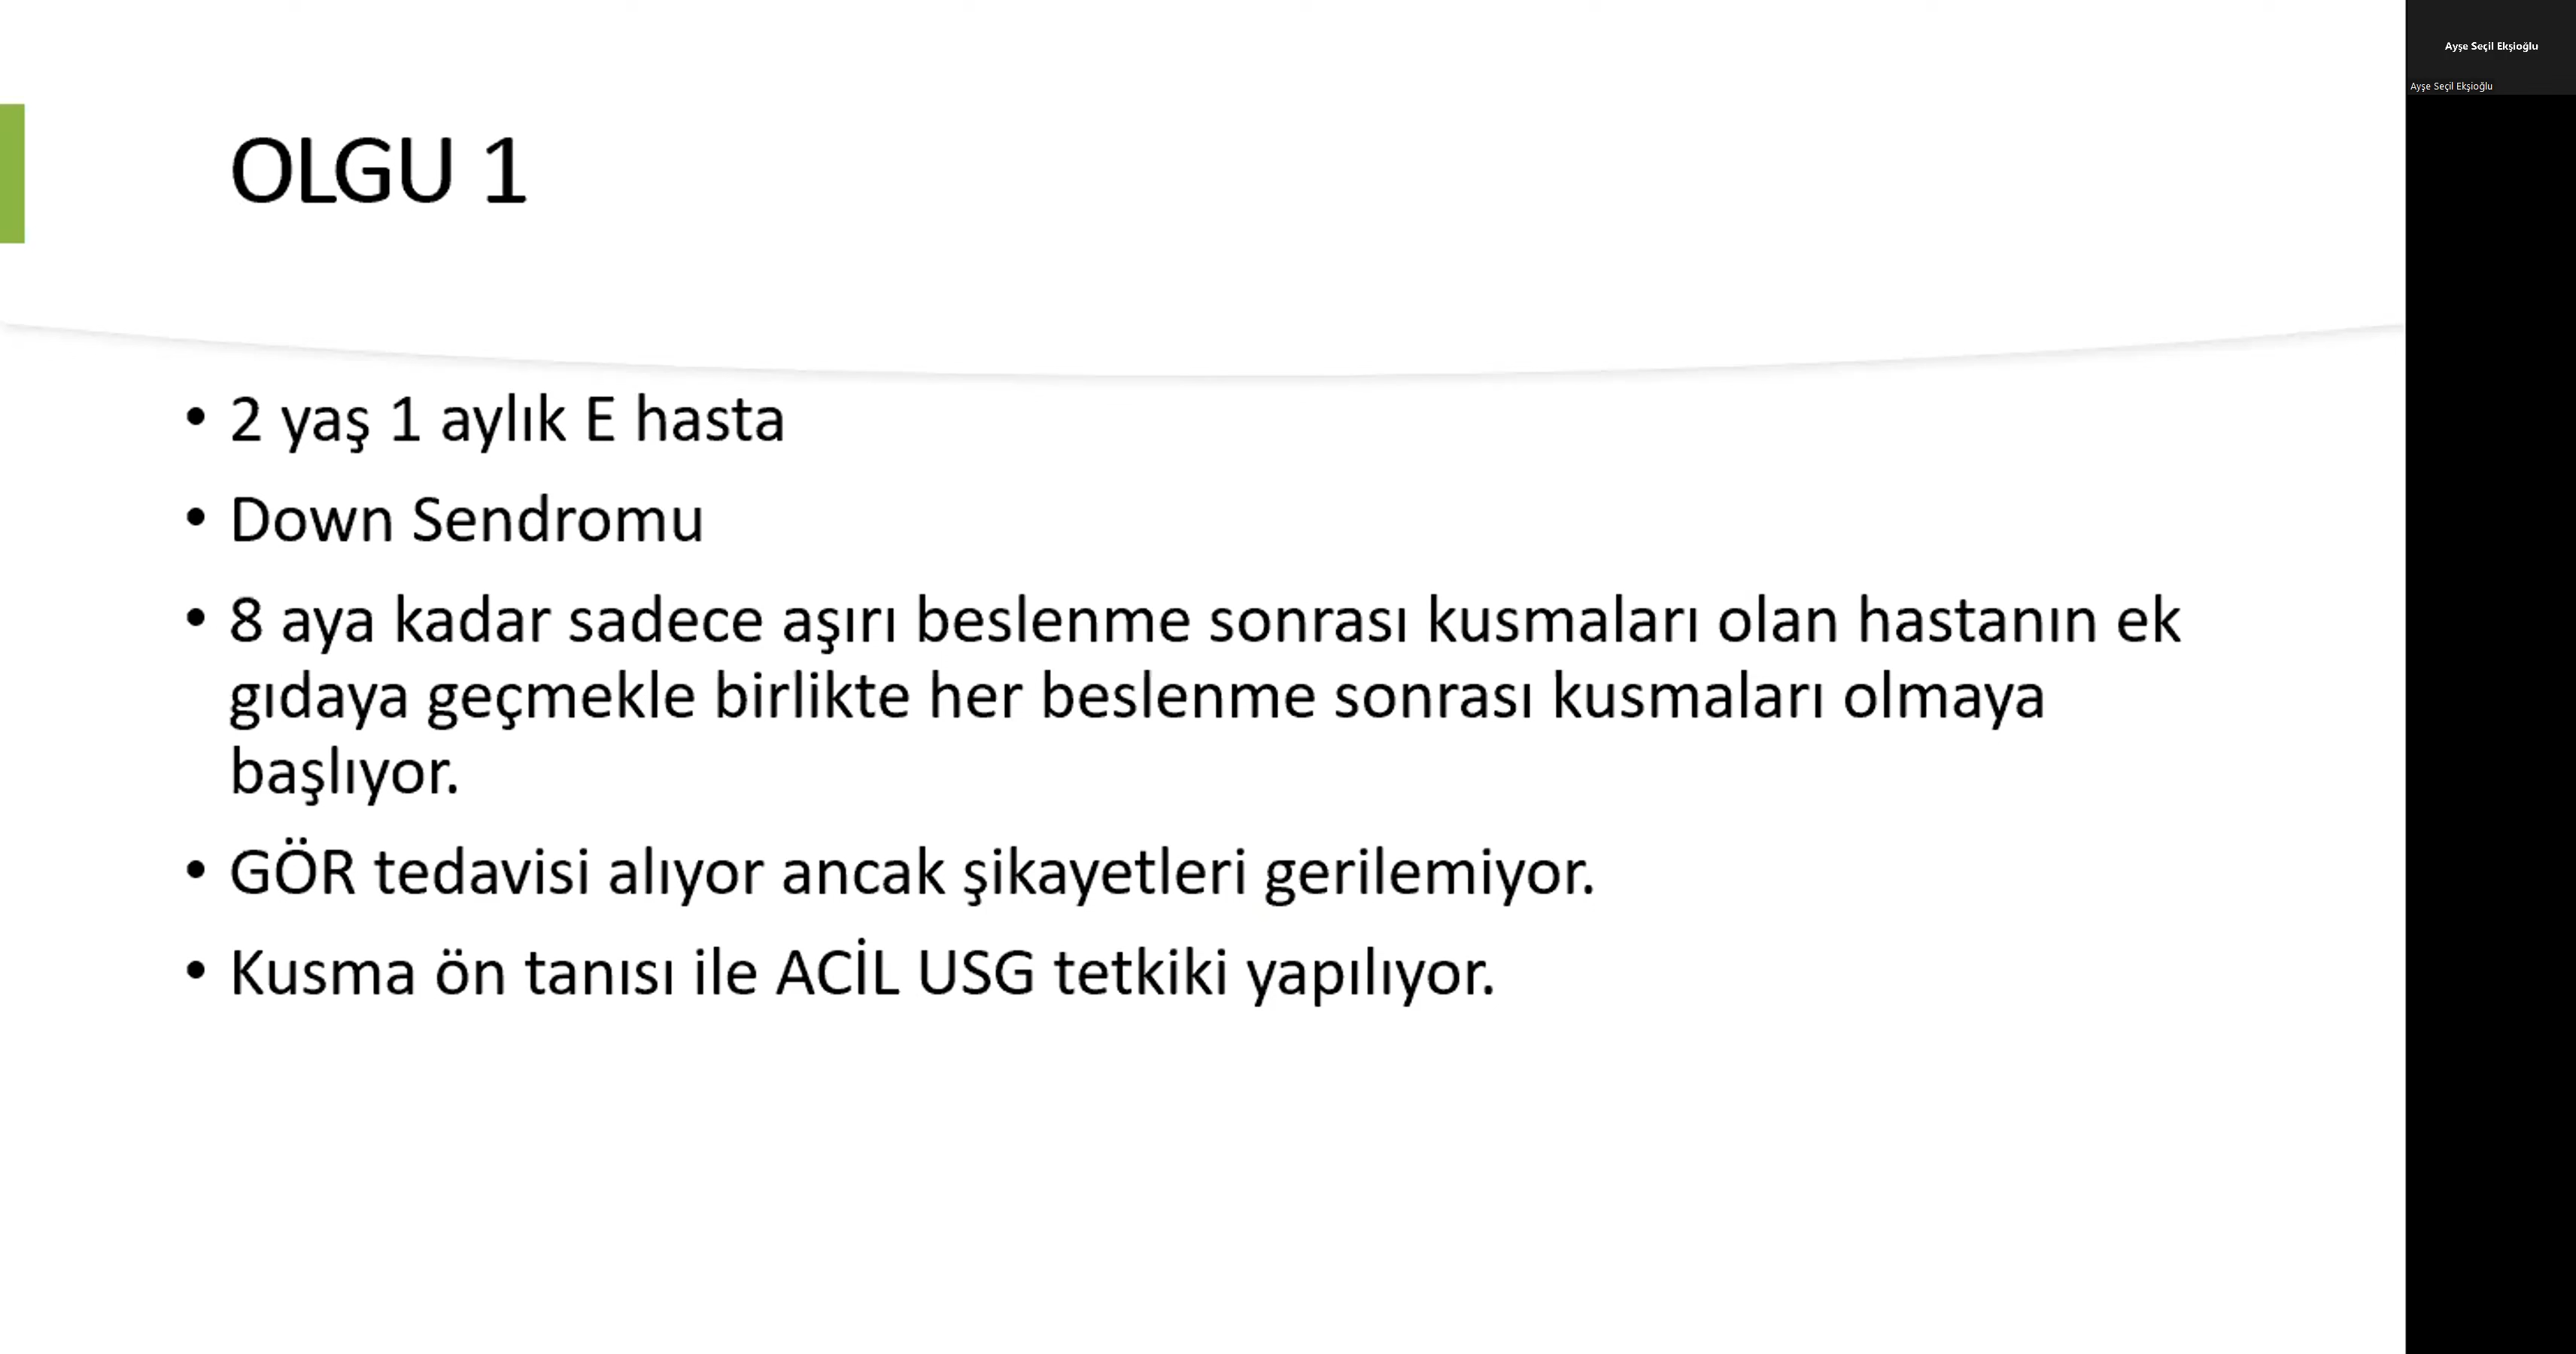 OLGU 1
• 2 yaş 1 aylık E hasta
• Down Sendromu
• 8 aya kadar sadece aşırı beslenme sonrası kusmaları olan hastanın ek
gıdaya geçmekle birlikte her beslenme sonrası kusmaları olmaya
başlıyor.
• GÖR tedavisi alıyor ancak şikayetleri gerilemiyor.
• Kusma ön tanısı ile ACİL USG tetkiki yapılıyor.
Ayşe Seçil Ekşioğlu
Ayşe Seçil Ekşioğlu